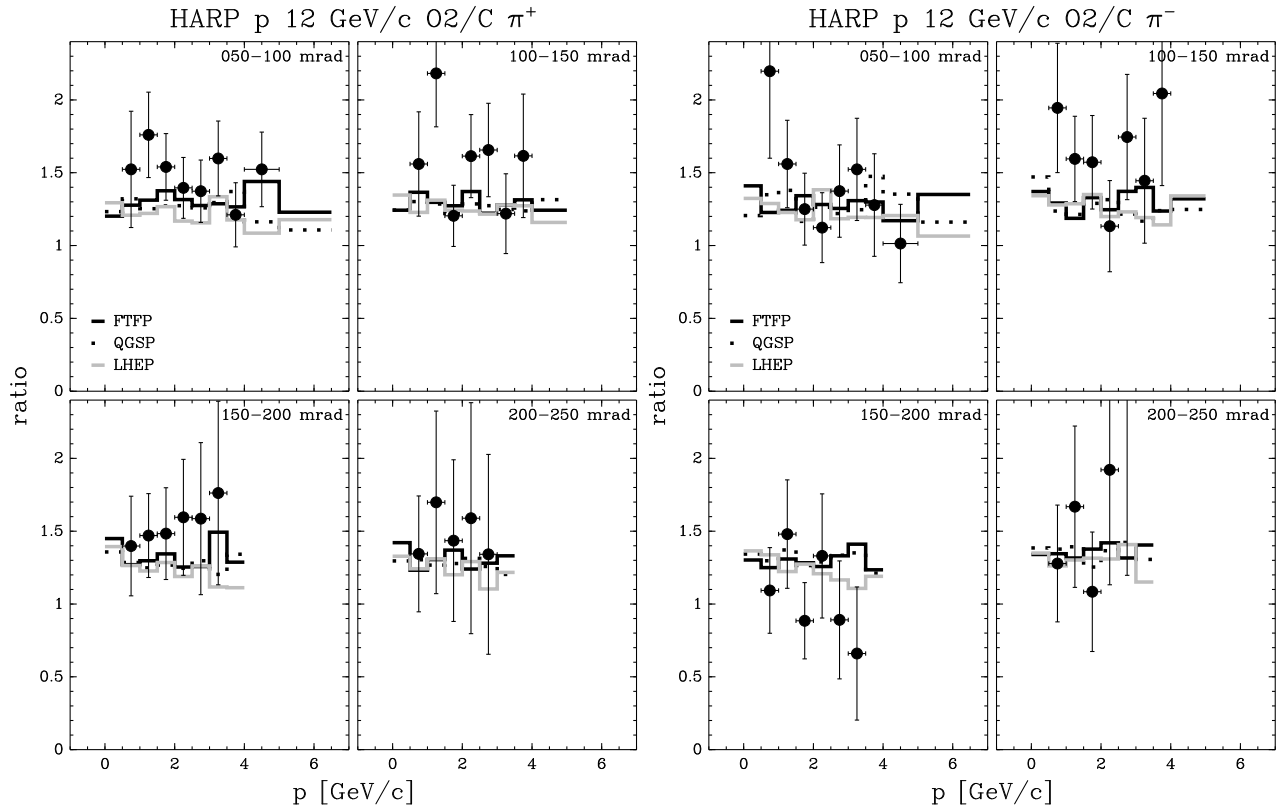 HARP p 12 GeV/c O2/C π⁺
HARP p 12 GeV/c O2/C π⁻
050−100 mrad
100−150 mrad
050−100 mrad
100−150 mrad
2
2
1.5
1.5
1
1
0.5
0.5
0
0
FTFP
QGSP
LHEP
FTFP
QGSP
LHEP
ratio
ratio
150−200 mrad
200−250 mrad
150−200 mrad
200−250 mrad
2
2
1.5
1.5
1
1
0.5
0.5
0
0
0 2 4 6
0 2 4 6
0 2 4 6
0 2 4 6
p [GeV/c]
p [GeV/c]